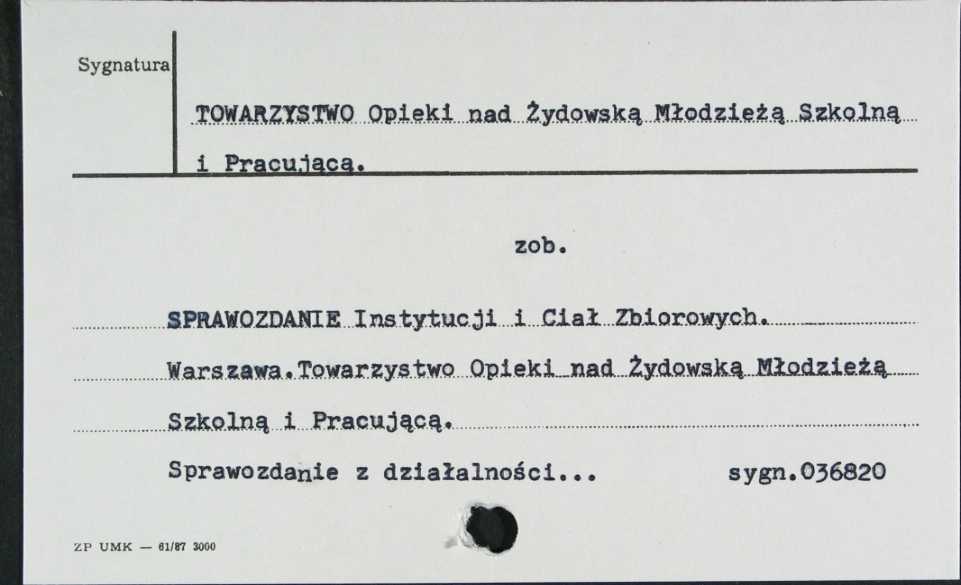 Sygnatura
TOWARZYSTWO Opieki nad Żydowską Młodzieżą Szkolną
i Pracującą.
zob.
SPRAWOZDANIE Instytucji i Ciał Zbiorowych.
Warszawa.Towarzystwo Opieki nad Żydowską Młodzieżą
Szkolną i Pracującą.
Sprawozdanie z działalności... sygn.036820
ZP UMK — 61/87 3000